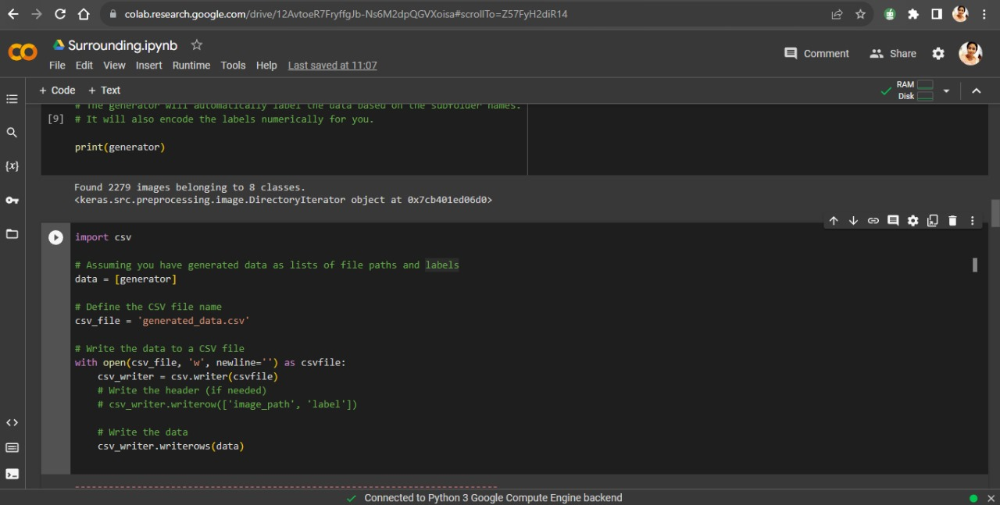 colab.research.google.com/drive/12AvtoeR7FryffgJb-Ns6M2dpQGVXoisa#scrollTo=Z57FyH2diR14
Surrounding.ipynb
File Edit View Insert Runtime Tools Help Last saved at 11:07
Comment Share
+ Code + Text
RAM
Disk
# The generator will automatically label the data based on the subfolder names.
[9] # It will also encode the labels numerically for you.
print(generator)
Found 2279 images belonging to 8 classes.
<keras.src.preprocessing.image.DirectoryIterator object at 0x7cb401ed06d0>
import csv
# Assuming you have generated data as lists of file paths and labels
data = [generator]
# Define the CSV file name
csv_file = 'generated_data.csv'
# Write the data to a CSV file
with open(csv_file, 'w', newline='') as csvfile:
    csv_writer = csv.writer(csvfile)
    # Write the header (if needed)
    # csv_writer.writerow(['image_path', 'label'])
    # Write the data
    csv_writer.writerows(data)
Connected to Python 3 Google Compute Engine backend